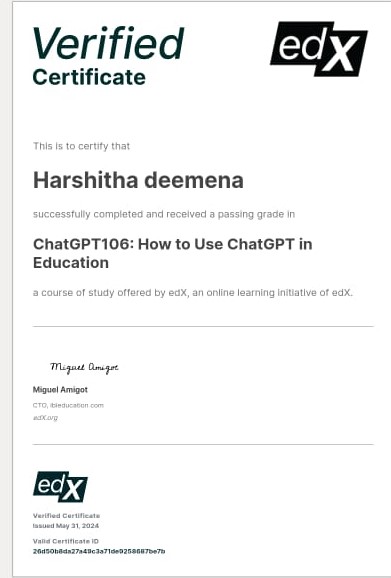 Verified
edX
Certificate
This is to certify that
Harshitha deemena
successfully completed and received a passing grade in
ChatGPT106: How to Use ChatGPT in
Education
a course of study offered by edX, an online learning initiative of edX.
Miguel Amigot
Miguel Amigot
CTO, ibleducation.com
edX.org
edX
Verified Certificate
Issued May 31, 2024
Valid Certificate ID
26d50b8da27a49c3a71de9258687be7b